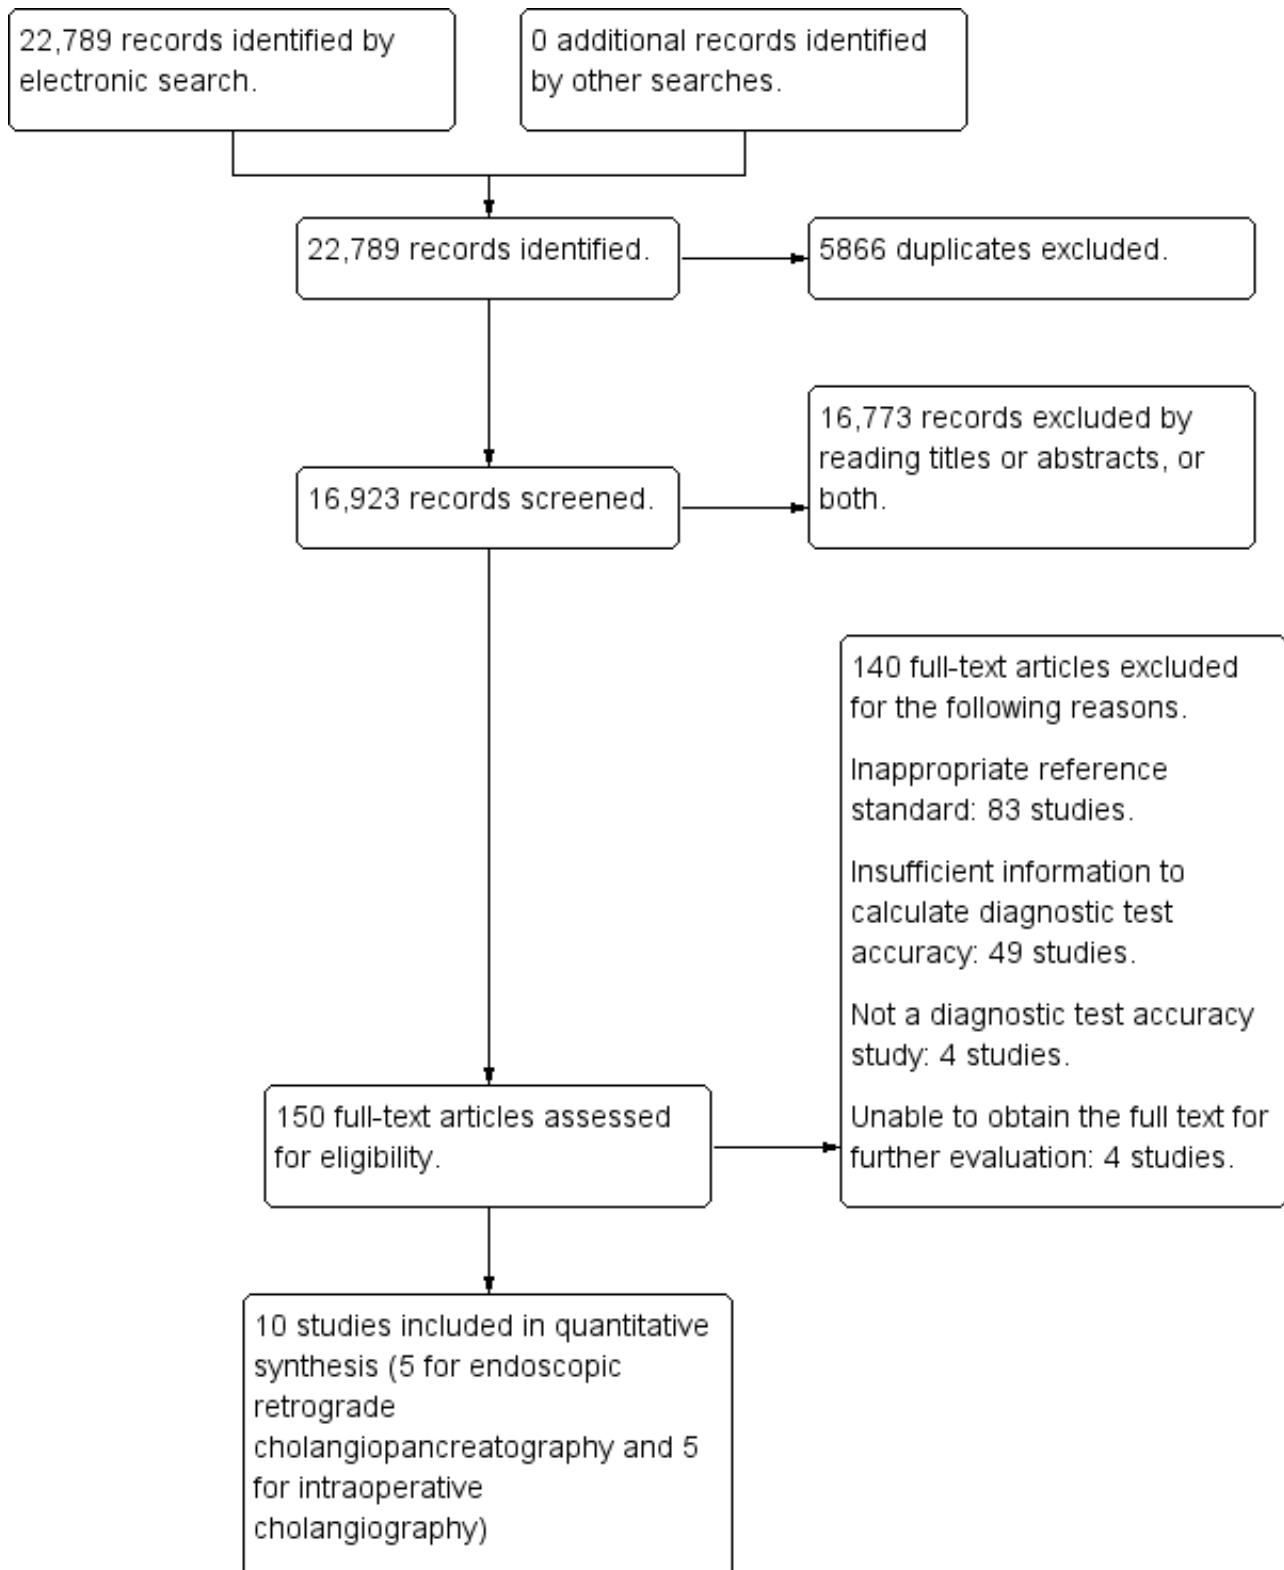 22,789 records identified by
electronic search.
0 additional records identified
by other searches.
22,789 records identified.
5866 duplicates excluded.
16,773 records excluded by
reading titles or abstracts, or
both.
16,923 records screened.
140 full-text articles excluded
for the following reasons.
Inappropriate reference
standard: 83 studies.
Insufficient information to
calculate diagnostic test
accuracy: 49 studies.
Not a diagnostic test accuracy
study: 4 studies.
Unable to obtain the full text for
further evaluation: 4 studies.
150 full-text articles assessed
for eligibility.
10 studies included in quantitative
synthesis (5 for endoscopic
retrograde
cholangiopancreatography and 5
for intraoperative
cholangiography)